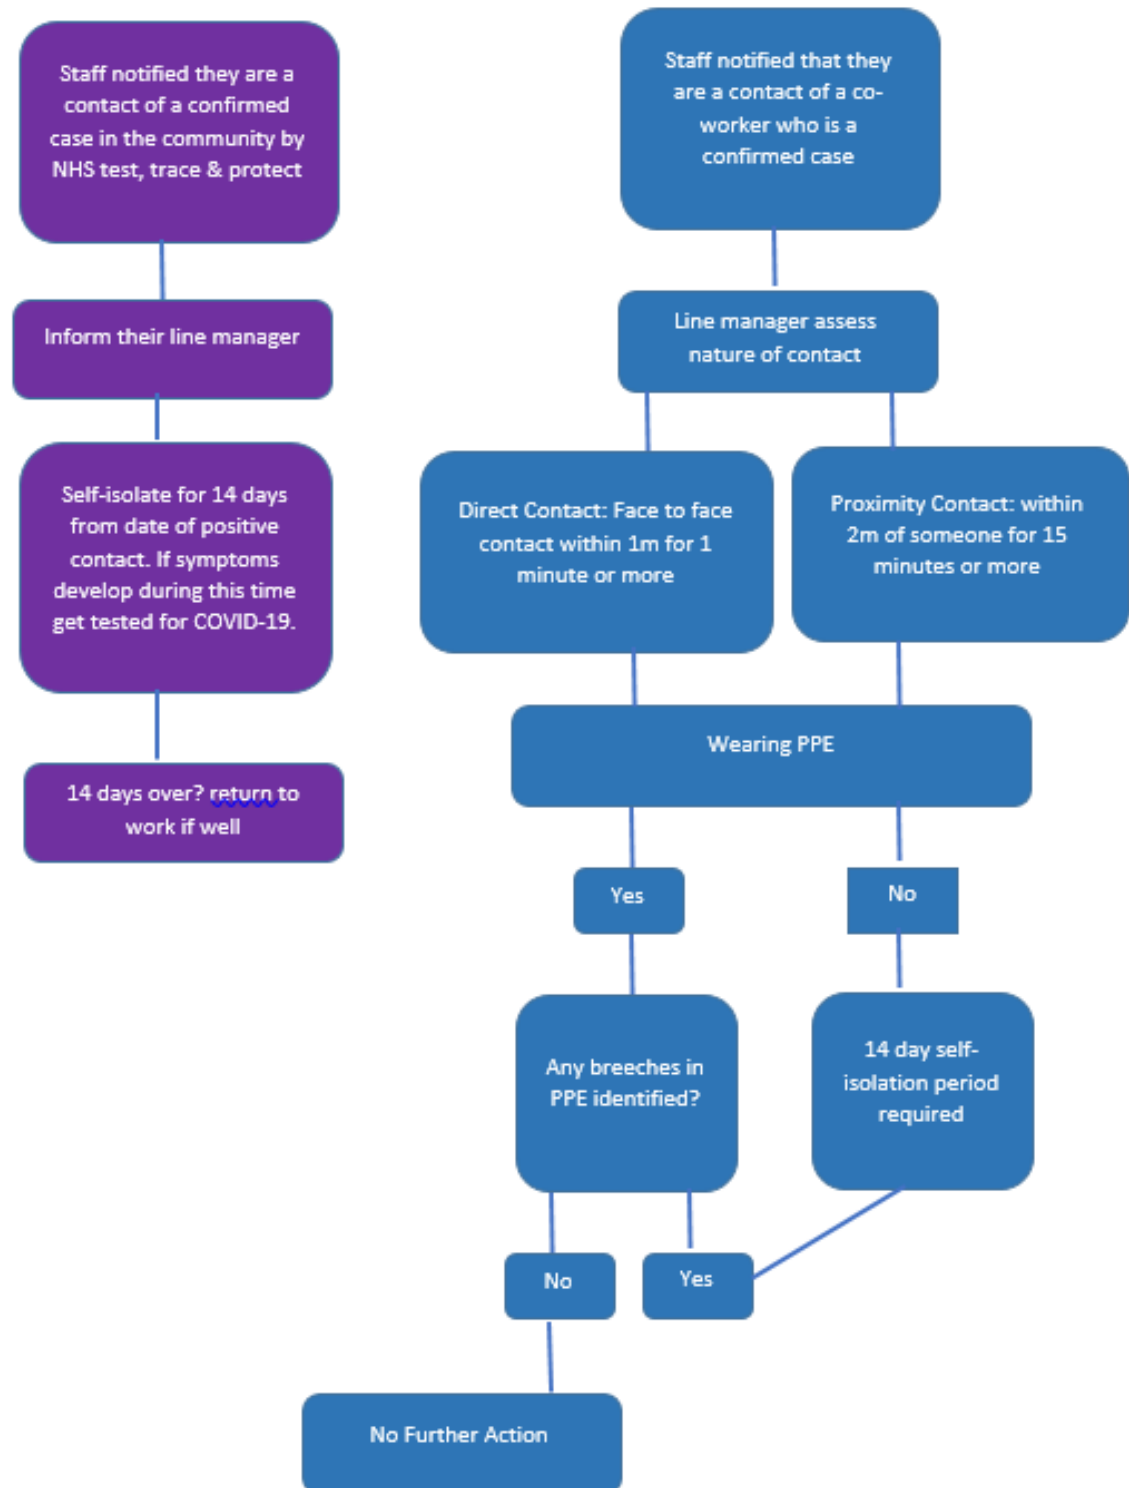 Staff notified they are a
contact of a confirmed
case in the community by
NHS test, trace & protect
Inform their line manager
Self-isolate for 14 days
from date of positive
contact. If symptoms
develop during this time
get tested for COVID-19.
14 days over? return to
work if well
Staff notified that they
are a contact of a co-
worker who is a
confirmed case
Line manager assess
nature of contact
Direct Contact: Face to face
contact within 1m for 1
minute or more
Proximity Contact: within
2m of someone for 15
minutes or more
Wearing PPE
Yes
No
Any breeches in
PPE identified?
14 day self-
isolation period
required
No
Yes
No Further Action